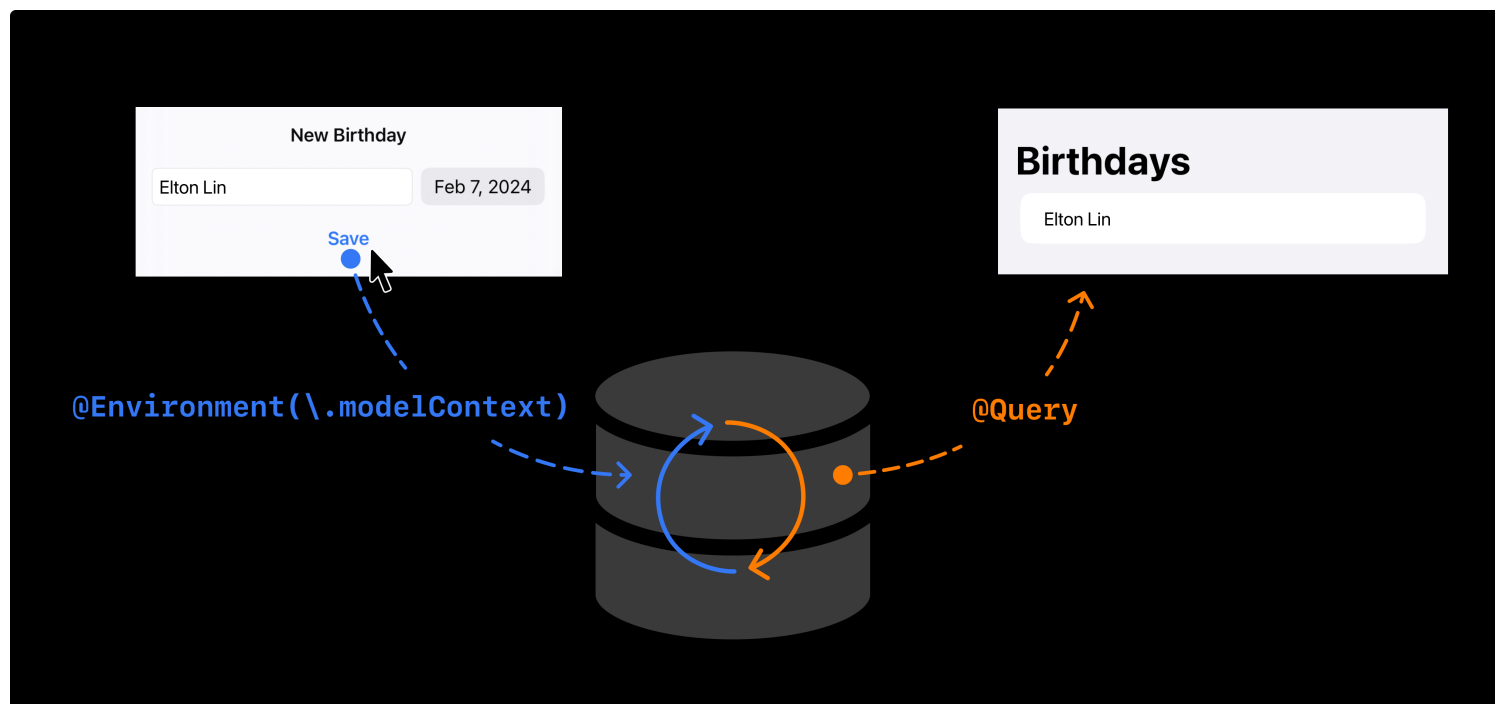 New Birthday
Elton Lin
Feb 7, 2024
Save
@Environment(\.modelContext)
Birthdays
Elton Lin
@Query